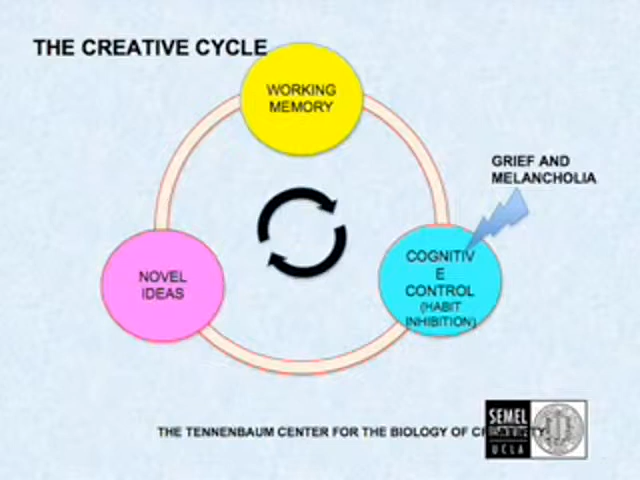 THE CREATIVE CYCLE
WORKING
MEMORY
GRIEF AND
MELANCHOLIA
COGNITIV
E
CONTROL
(HABIT
INHIBITION)
NOVEL
IDEAS
THE TENNENBAUM CENTER FOR THE BIOLOGY OF
SEMEL
UCLA